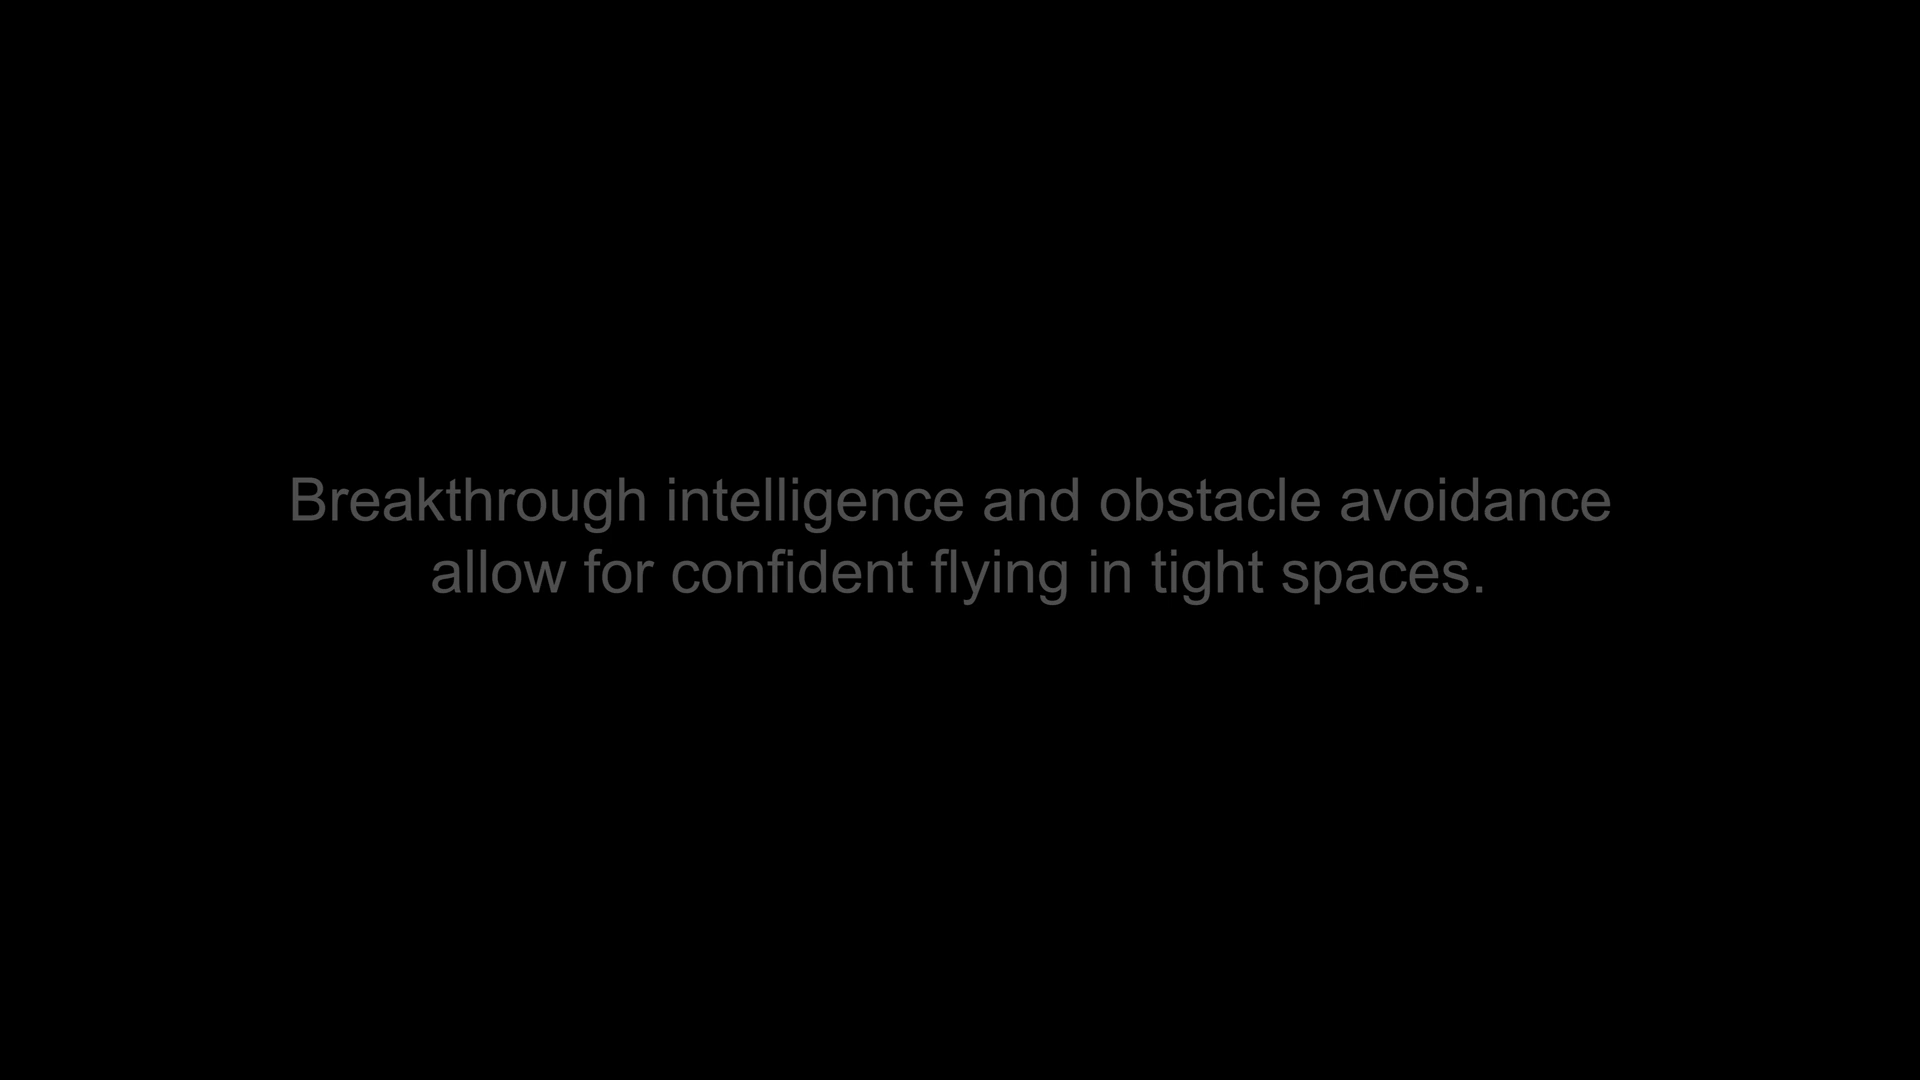 Breakthrough intelligence and obstacle avoidance
allow for confident flying in tight spaces.